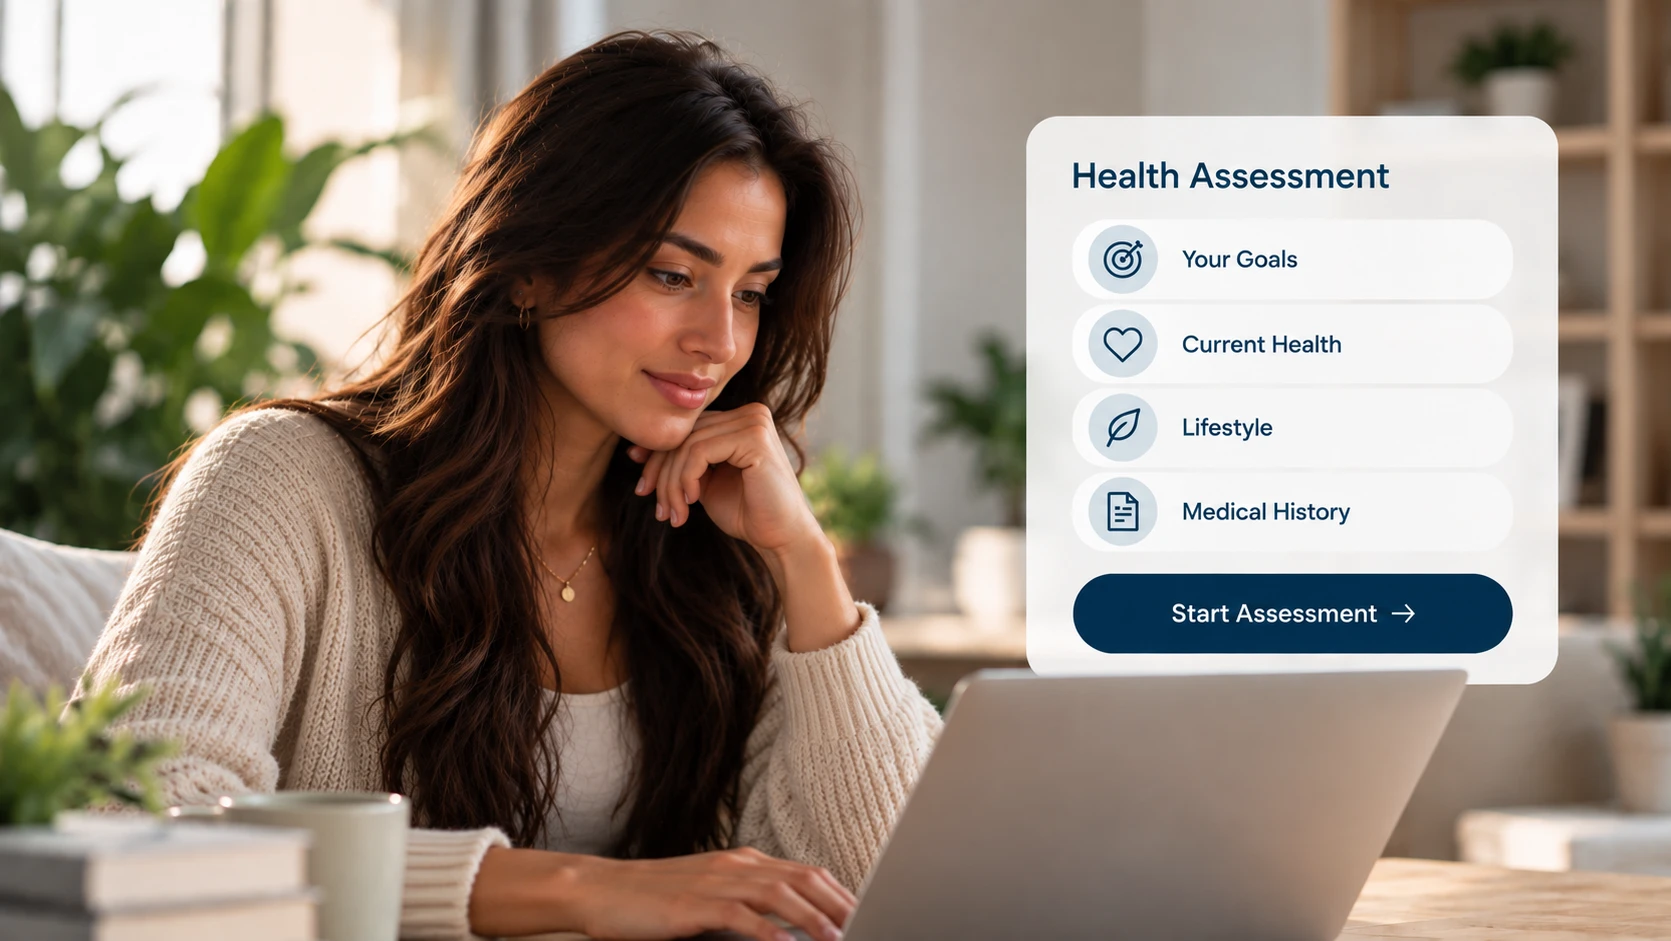 Health Assessment
Your Goals
Current Health
Lifestyle
Medical History
Start Assessment →